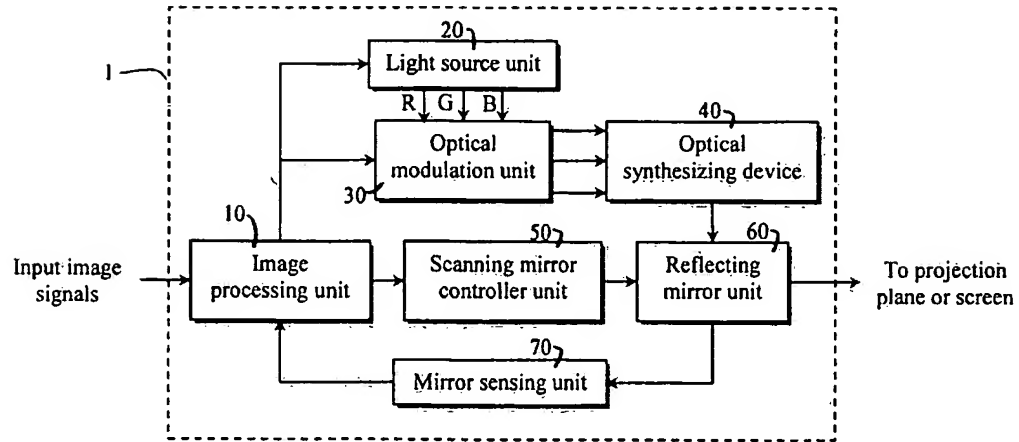 1
20
Light source unit
R G B
30
Optical
modulation unit
40
Optical
synthesizing device
Input image
signals
10
Image
processing unit
50
Scanning mirror
controller unit
60
Reflecting
mirror unit
To projection
plane or screen
70
Mirror sensing unit